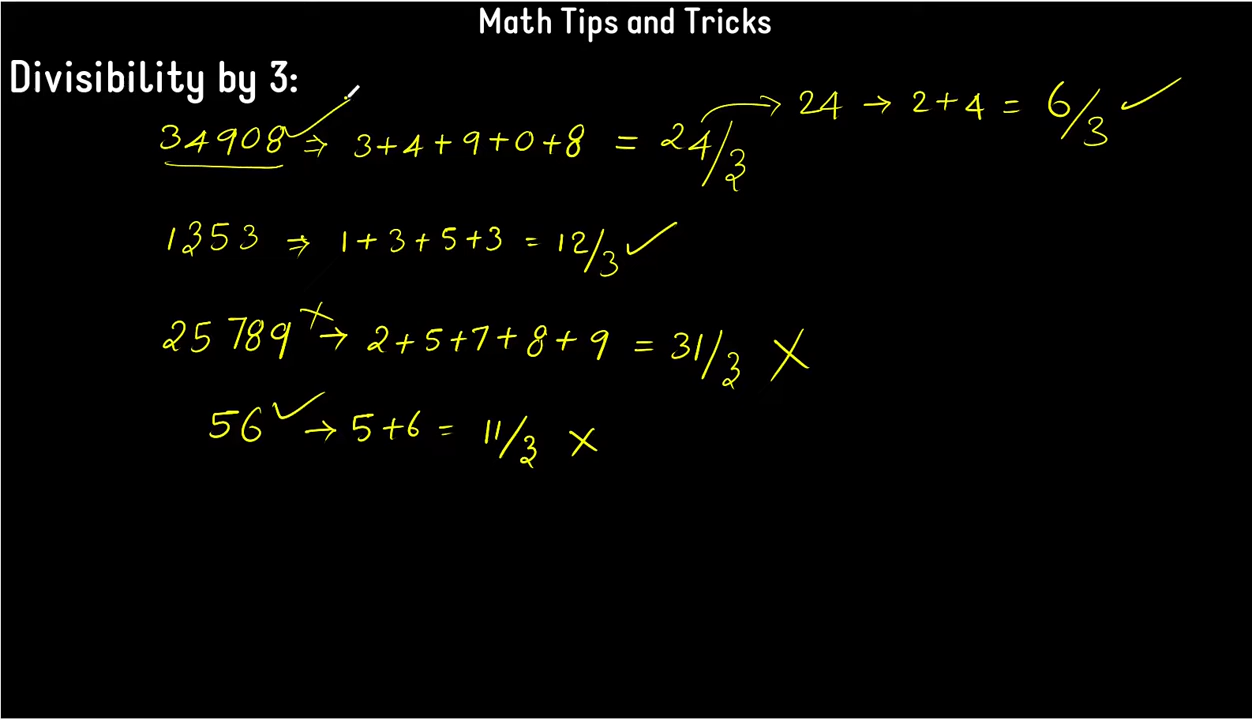 Math Tips and Tricks
Divisibility by 3:
34908 ✓ ⇒ 3+4+9+0+8 = 24/3 → 24 → 2+4 = 6/3 ✓
1353 ⇒ 1+3+5+3 = 12/3 ✓
25789 × → 2+5+7+8+9 = 31/3 ×
56 ✓ → 5+6 = 11/3 ×